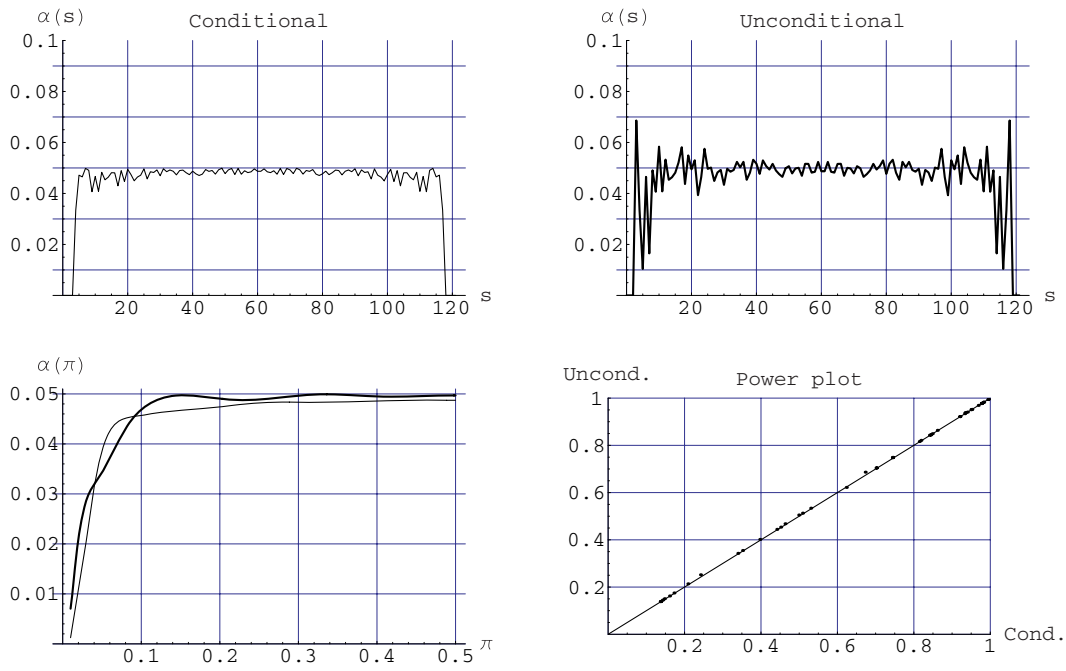 α(s)
Conditional
0.1
0.08
0.06
0.04
0.02
20 40 60 80 100 120 s
α(s)
Unconditional
0.1
0.08
0.06
0.04
0.02
20 40 60 80 100 120 s
α(π)
0.05
0.04
0.03
0.02
0.01
0.1 0.2 0.3 0.4 0.5 π
Uncond.
Power plot
1
0.8
0.6
0.4
0.2
0.2 0.4 0.6 0.8 1 Cond.